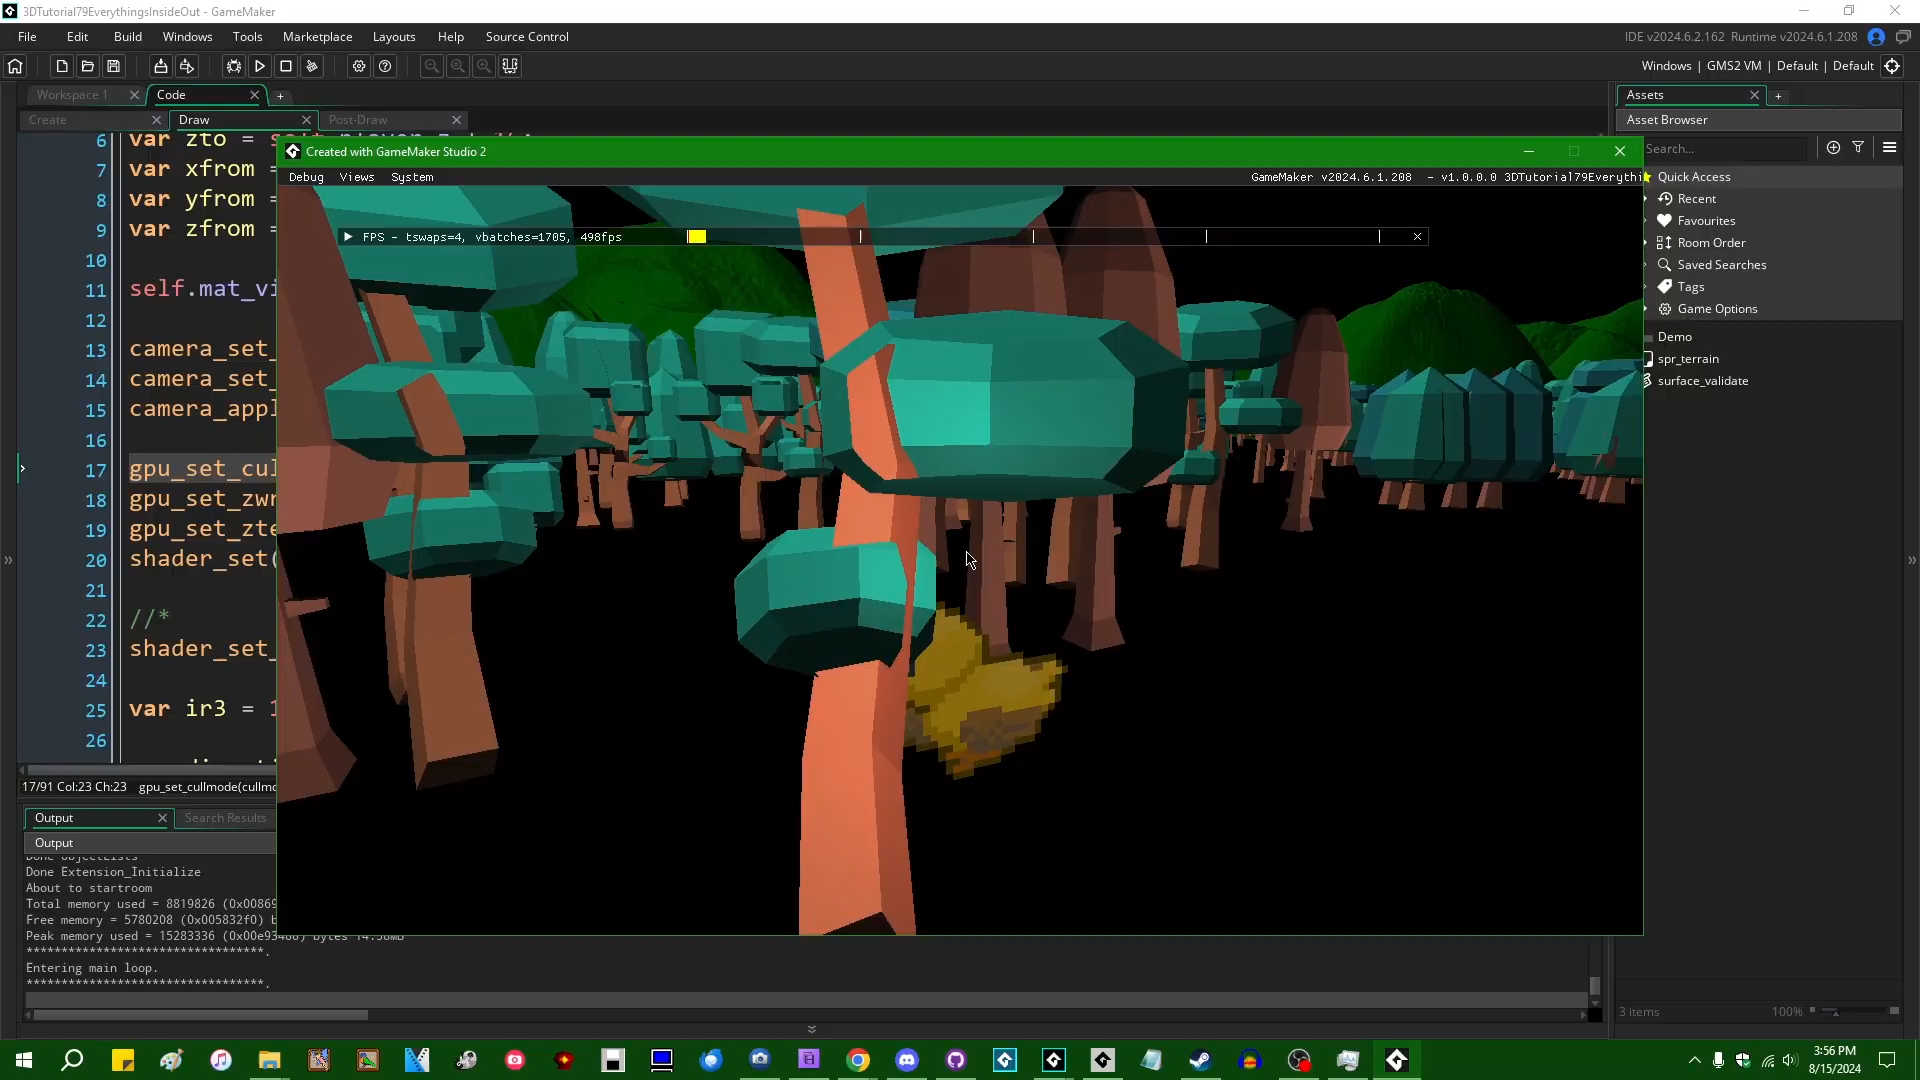 3DTutorial79EverythingsInsideOut - GameMaker
File Edit Build Windows Tools Marketplace Layouts Help Source Control
IDE v2024.6.2.162 Runtime v2024.6.1.208
Windows | GMS2 VM | Default | Default
Workspace 1
Code
+
Assets
+
Create
Draw
Post-Draw
Asset Browser
Search...
Created with GameMaker Studio 2
Debug Views System
GameMaker v2024.6.1.208 - v1.0.0.0 3DTutorial79Everythi
FPS - tswaps=4, vbatches=1705, 498fps
6 var zto =
7 var xfrom =
8 var yfrom =
9 var zfrom =
10
11 self.mat_vi
12
13 camera_set_
14 camera_set_
15 camera_appl
16
17 gpu_set_cul
18 gpu_set_zwr
19 gpu_set_zte
20 shader_set(
21
22 //*
23 shader_set_
24
25 var ir3 = 1
26
17/91 Col:23 Ch:23 gpu_set_cullmode(cullmo
Quick Access
Recent
Favourites
Room Order
Saved Searches
Tags
Game Options
Demo
spr_terrain
surface_validate
Output
Search Results
Output
Done ObjectLists
Done Extension_Initialize
About to startroom
Total memory used = 8819826 (0x00869
Free memory = 5780208 (0x005832f0) b
Peak memory used = 15283336 (0x00e93488) bytes 14.58MB
*********************************.
Entering main loop.
*********************************.
3 items
100%
3:56 PM
8/15/2024